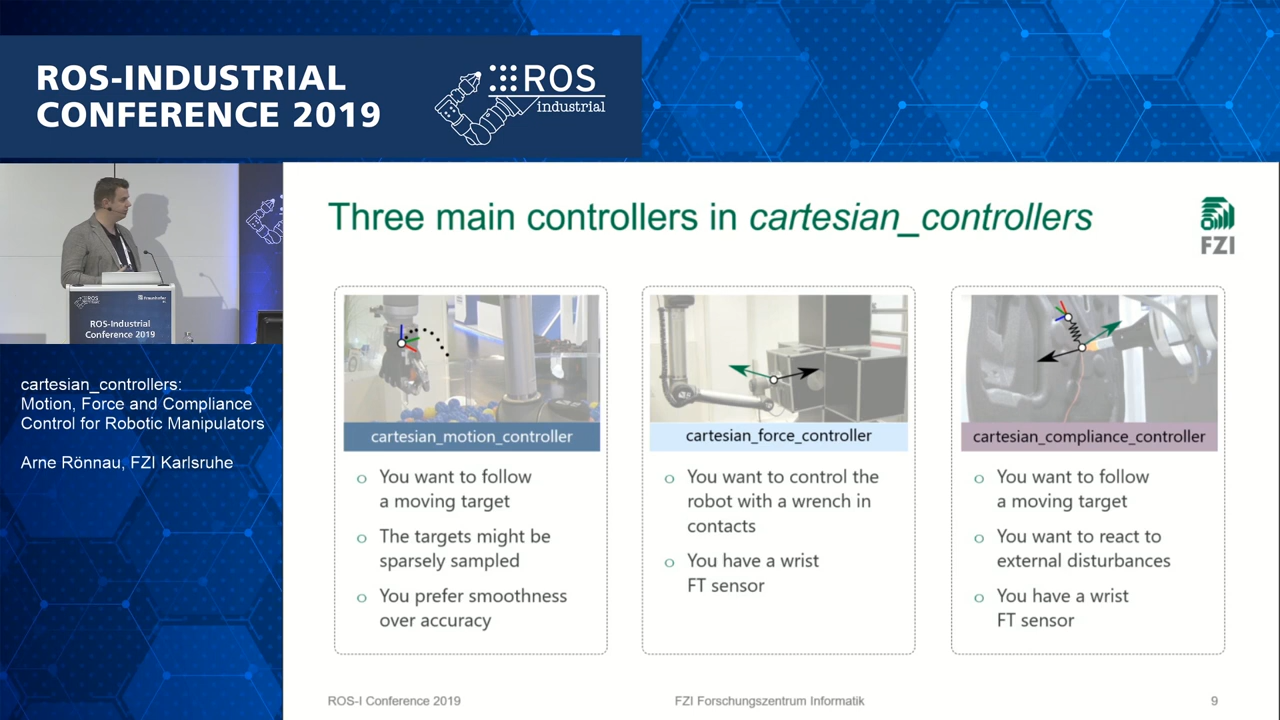 ROS-INDUSTRIAL
CONFERENCE 2019
ROS
industrial
ROS
Fraunhofer
ROS-Industrial
Conference 2019
cartesian_controllers:
Motion, Force and Compliance
Control for Robotic Manipulators
Arne Rönnau, FZI Karlsruhe
Three main controllers in cartesian_controllers
FZI
cartesian_motion_controller
o You want to follow
a moving target
o The targets might be
sparsely sampled
o You prefer smoothness
over accuracy
cartesian_force_controller
o You want to control the
robot with a wrench in
contacts
o You have a wrist
FT sensor
cartesian_compliance_controller
o You want to follow
a moving target
o You want to react to
external disturbances
o You have a wrist
FT sensor
ROS-I Conference 2019
FZI Forschungszentrum Informatik
9